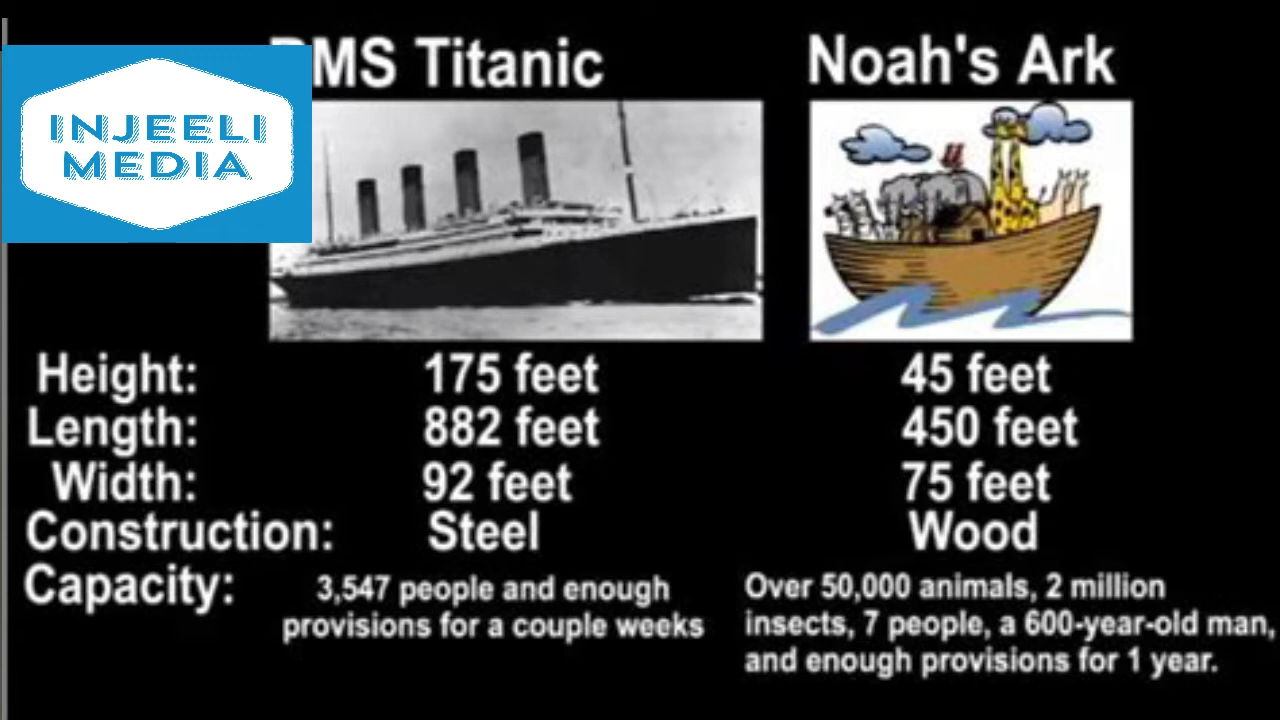 INJEELI
MEDIA
MS Titanic
Noah's Ark
Height: 175 feet 45 feet
Length: 882 feet 450 feet
Width: 92 feet 75 feet
Construction: Steel Wood
Capacity: 3,547 people and enough Over 50,000 animals, 2 million
provisions for a couple weeks insects, 7 people, a 600-year-old man,
and enough provisions for 1 year.